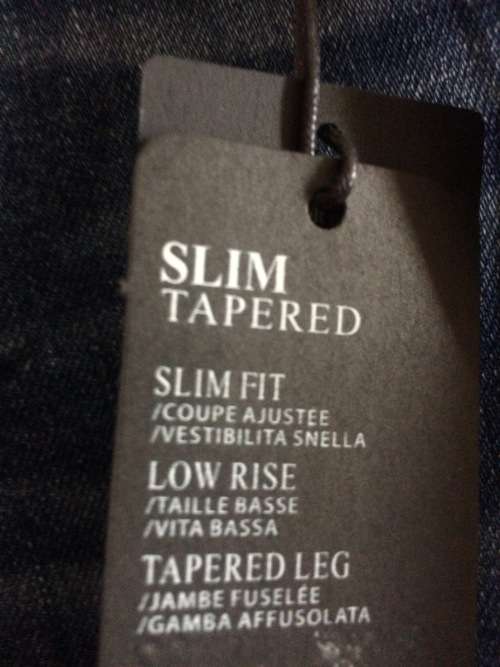 SLIM
TAPERED
SLIM FIT
/COUPE AJUSTEE
/VESTIBILITA SNELLA
LOW RISE
/TAILLE BASSE
/VITA BASSA
TAPERED LEG
/JAMBE FUSELÉE
/GAMBA AFFUSOLATA